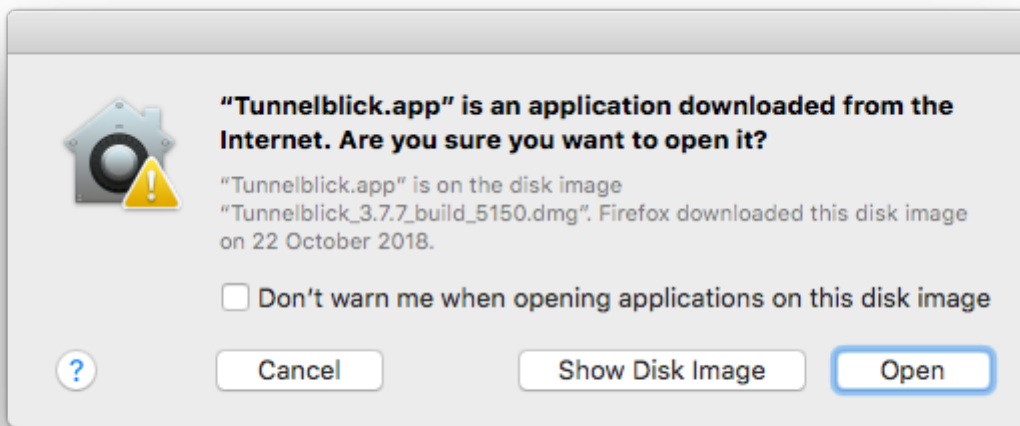 “Tunnelblick.app” is an application downloaded from the
Internet. Are you sure you want to open it?
“Tunnelblick.app” is on the disk image
“Tunnelblick_3.7.7_build_5150.dmg”. Firefox downloaded this disk image
on 22 October 2018.
Don’t warn me when opening applications on this disk image
? Cancel Show Disk Image Open